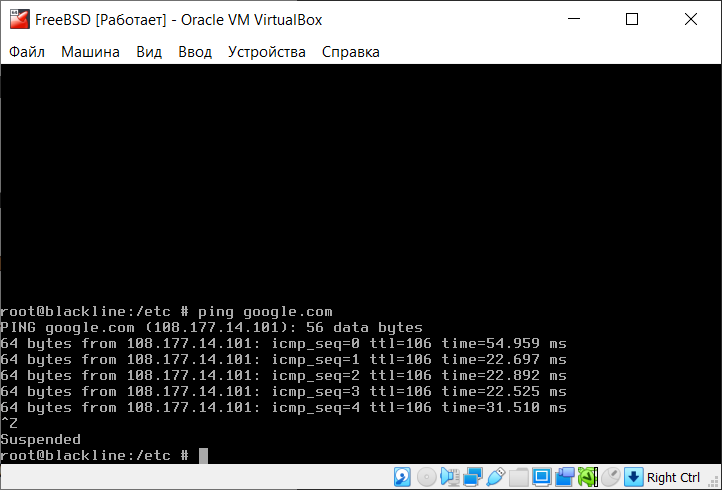 FreeBSD [Работает] - Oracle VM VirtualBox
Файл Машина Вид Ввод Устройства Справка
root@blackline:/etc # ping google.com
PING google.com (108.177.14.101): 56 data bytes
64 bytes from 108.177.14.101: icmp_seq=0 ttl=106 time=54.959 ms
64 bytes from 108.177.14.101: icmp_seq=1 ttl=106 time=22.697 ms
64 bytes from 108.177.14.101: icmp_seq=2 ttl=106 time=22.892 ms
64 bytes from 108.177.14.101: icmp_seq=3 ttl=106 time=22.525 ms
64 bytes from 108.177.14.101: icmp_seq=4 ttl=106 time=31.510 ms
^Z
Suspended
root@blackline:/etc #
Right Ctrl